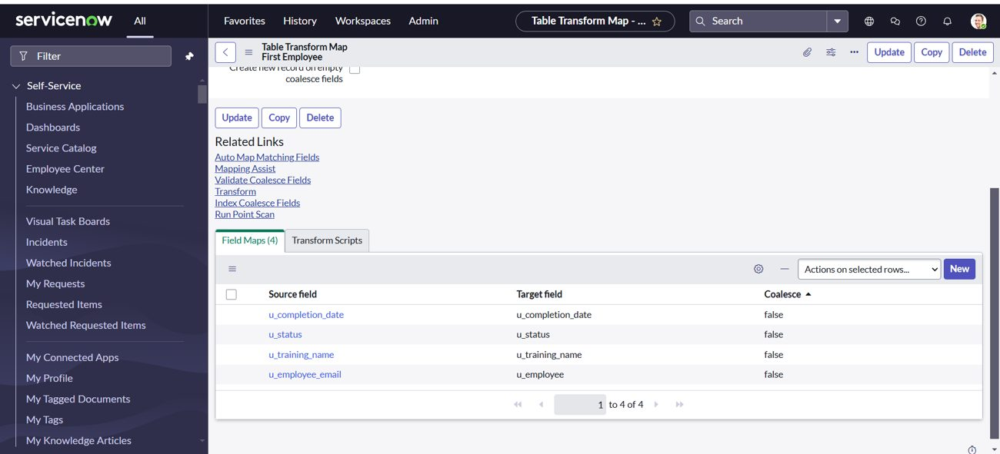 servicenow
All
Favorites
History
Workspaces
Admin
Table Transform Map - ...
Search
Filter
Self-Service
Business Applications
Dashboards
Service Catalog
Employee Center
Knowledge
Visual Task Boards
Incidents
Watched Incidents
My Requests
Requested Items
Watched Requested Items
My Connected Apps
My Profile
My Tagged Documents
My Tags
My Knowledge Articles
Table Transform Map
First Employee
Update
Copy
Delete
Create new record on empty
coalesce fields
Update
Copy
Delete
Related Links
Auto Map Matching Fields
Mapping Assist
Validate Coalesce Fields
Transform
Index Coalesce Fields
Run Point Scan
Field Maps (4)
Transform Scripts
Actions on selected rows...
New
Source field Target field Coalesce
u_completion_date u_completion_date false
u_status u_status false
u_training_name u_training_name false
u_employee_email u_employee false
1 to 4 of 4